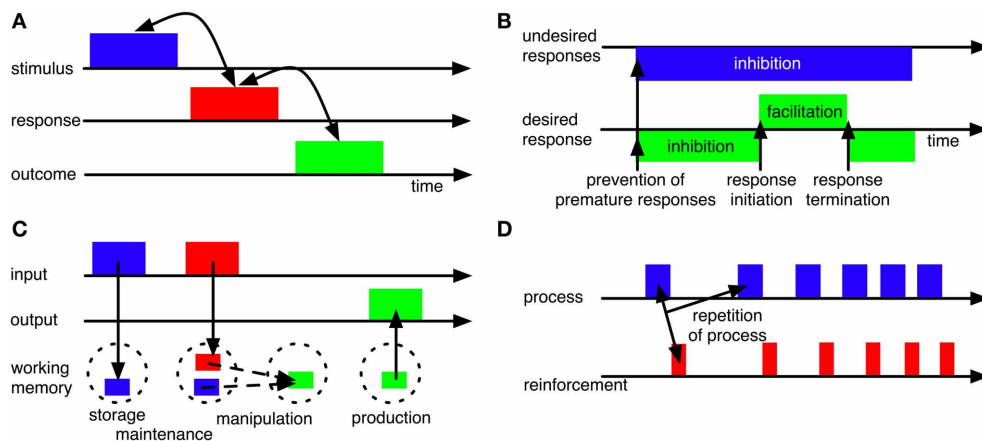 A
stimulus
response
outcome
time
B
undesired
responses
inhibition
facilitation
desired
response
inhibition
time
prevention of
premature responses
response
initiation
response
termination
C
input
output
working
memory
storage
maintenance
manipulation
production
D
process
repetition
of process
reinforcement